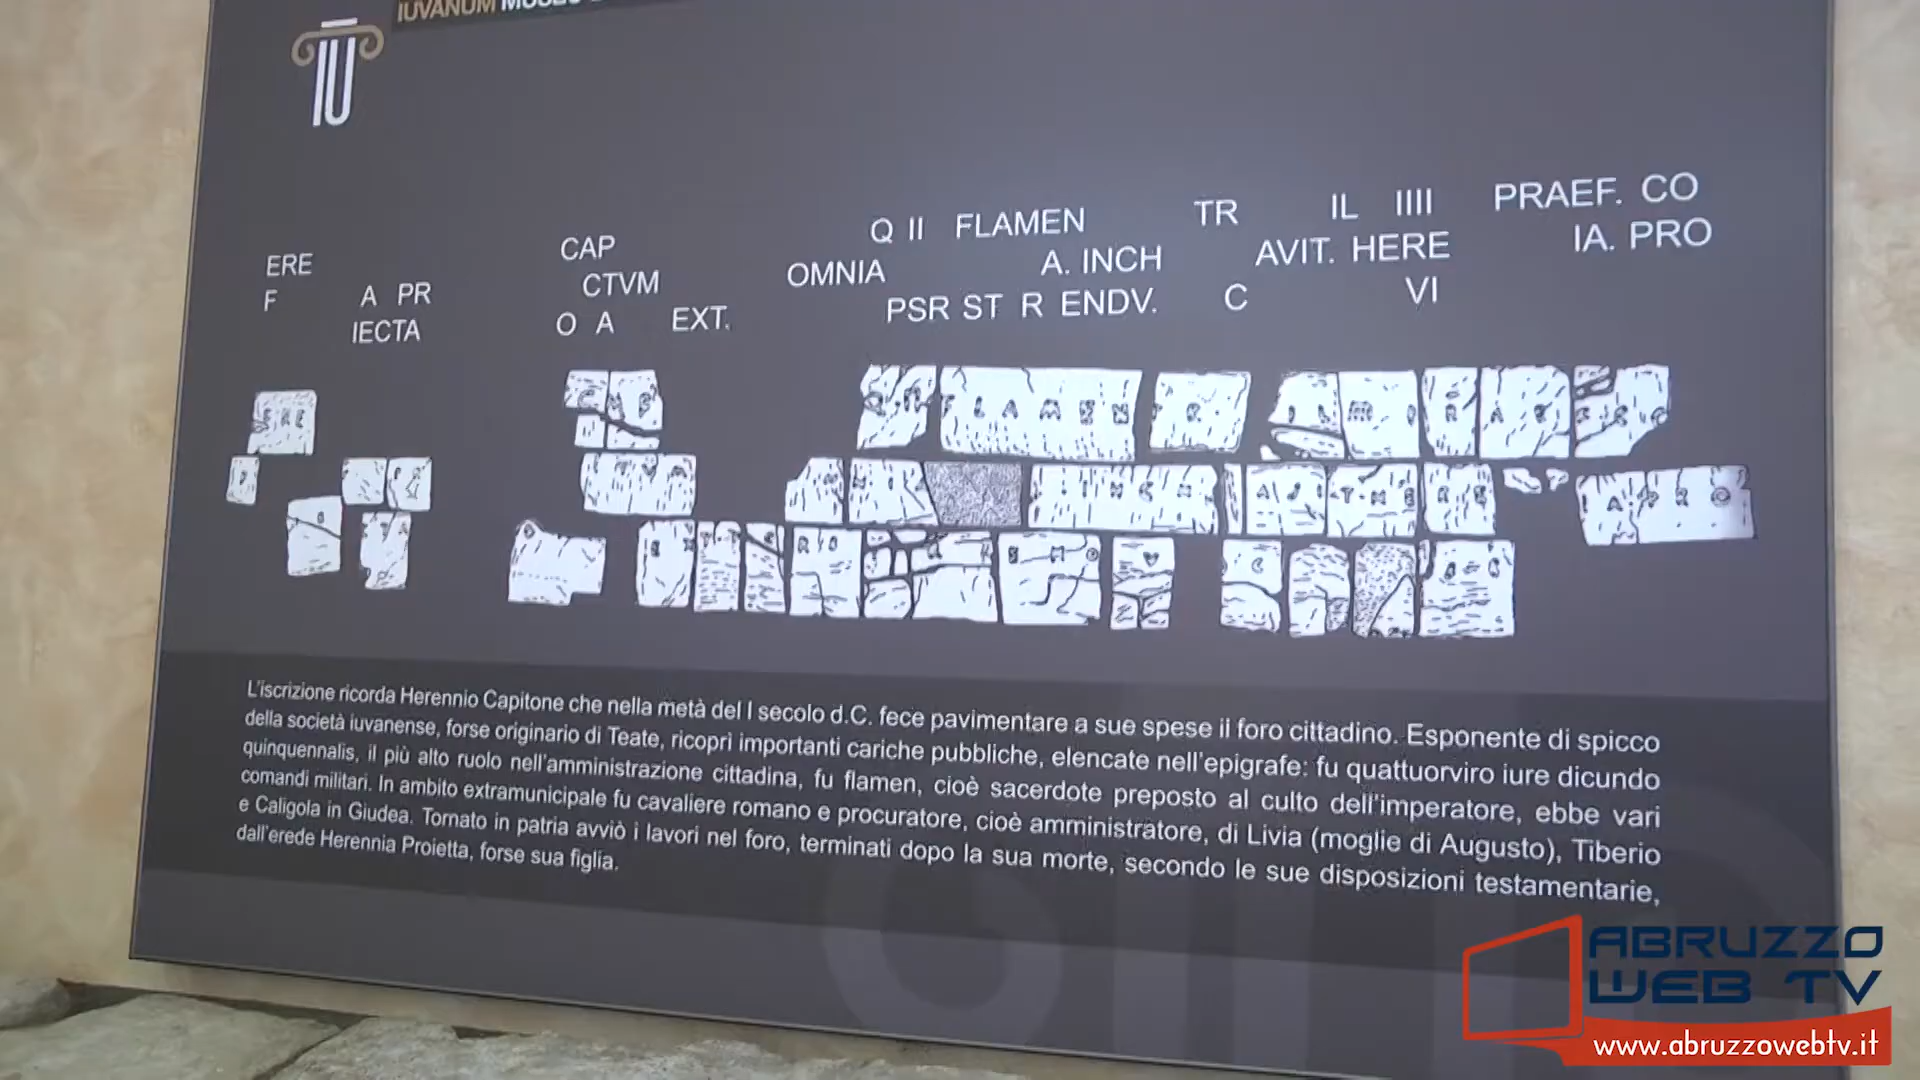 IUVANUM
IU
ERE CAP Q II FLAMEN TR IL IIII PRAEF. CO
F A PR CTVM OMNIA A. INCH AVIT. HERE IA. PRO
IECTA O A EXT. PSR ST R ENDV. C VI
L'iscrizione ricorda Herennio Capitone che nella metà del I secolo d.C. fece pavimentare a sue spese il foro cittadino. Esponente di spicco
della società iuvanense, forse originario di Teate, ricoprì importanti cariche pubbliche, elencate nell'epigrafe: fu quattuorviro iure dicundo
quinquennalis, il più alto ruolo nell'amministrazione cittadina, fu flamen, cioè sacerdote preposto al culto dell'imperatore, ebbe vari
comandi militari. In ambito extramunicipale fu cavaliere romano e procuratore, cioè amministratore, di Livia (moglie di Augusto), Tiberio
e Caligola in Giudea. Tornato in patria avviò i lavori nel foro, terminati dopo la sua morte, secondo le sue disposizioni testamentarie,
dall'erede Herennia Proietta, forse sua figlia.
ABRUZZO
WEB TV
www.abruzzowebtv.it